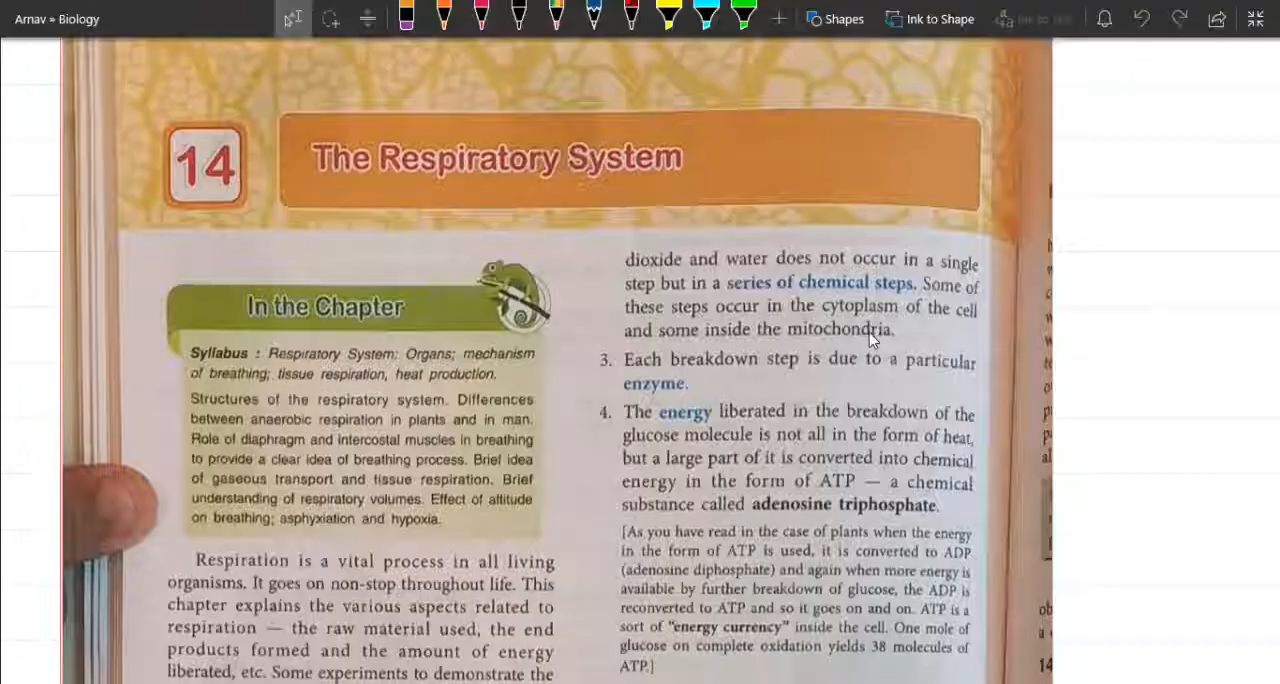 Arnav » Biology
Shapes
Ink to Shape
14
The Respiratory System
In the Chapter
Syllabus : Respiratory System: Organs; mechanism
of breathing; tissue respiration, heat production.
Structures of the respiratory system. Differences
between anaerobic respiration in plants and in man.
Role of diaphragm and intercostal muscles in breathing
to provide a clear idea of breathing process. Brief idea
of gaseous transport and tissue respiration. Brief
understanding of respiratory volumes. Effect of altitude
on breathing; asphyxiation and hypoxia.
Respiration is a vital process in all living
organisms. It goes on non-stop throughout life. This
chapter explains the various aspects related to
respiration — the raw material used, the end
products formed and the amount of energy
liberated, etc. Some experiments to demonstrate the
dioxide and water does not occur in a single
step but in a series of chemical steps. Some of
these steps occur in the cytoplasm of the cell
and some inside the mitochondria.
3. Each breakdown step is due to a particular
enzyme.
4. The energy liberated in the breakdown of the
glucose molecule is not all in the form of heat,
but a large part of it is converted into chemical
energy in the form of ATP — a chemical
substance called adenosine triphosphate.
[As you have read in the case of plants when the energy
in the form of ATP is used, it is converted to ADP
(adenosine diphosphate) and again when more energy is
available by further breakdown of glucose, the ADP is
reconverted to ATP and so it goes on and on. ATP is a
sort of "energy currency" inside the cell. One mole of
glucose on complete oxidation yields 38 molecules of
ATP.]
14